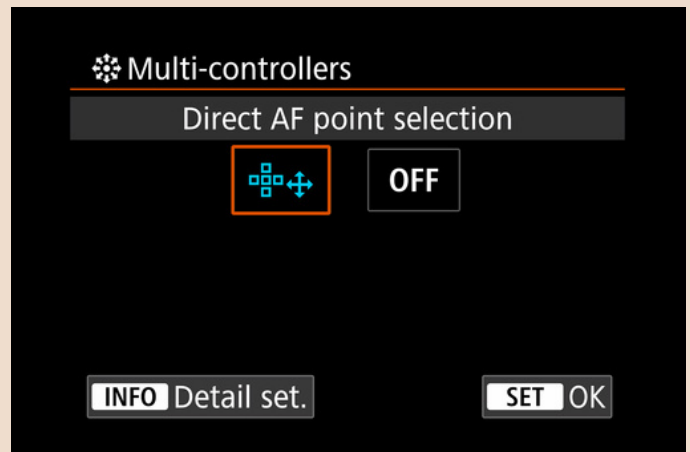 Multi-controllers
Direct AF point selection
OFF
INFO Detail set.
SET OK